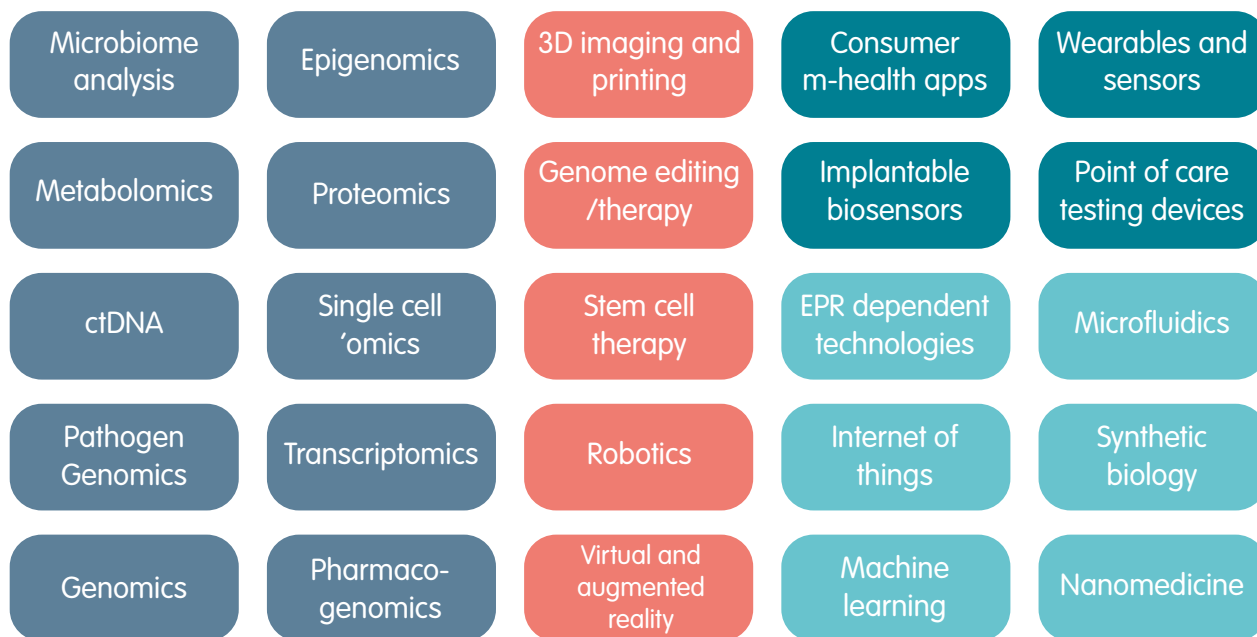 Microbiome
analysis
Epigenomics
3D imaging and
printing
Consumer
m-health apps
Wearables and
sensors
Metabolomics
Proteomics
Genome editing
/therapy
Implantable
biosensors
Point of care
testing devices
ctDNA
Single cell
‘omics
Stem cell
therapy
EPR dependent
technologies
Microfluidics
Pathogen
Genomics
Transcriptomics
Robotics
Internet of
things
Synthetic
biology
Genomics
Pharmaco-
genomics
Virtual and
augmented
reality
Machine
learning
Nanomedicine